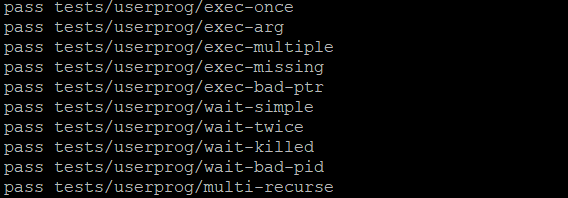 pass tests/userprog/exec-once
pass tests/userprog/exec-arg
pass tests/userprog/exec-multiple
pass tests/userprog/exec-missing
pass tests/userprog/exec-bad-ptr
pass tests/userprog/wait-simple
pass tests/userprog/wait-twice
pass tests/userprog/wait-killed
pass tests/userprog/wait-bad-pid
pass tests/userprog/multi-recurse